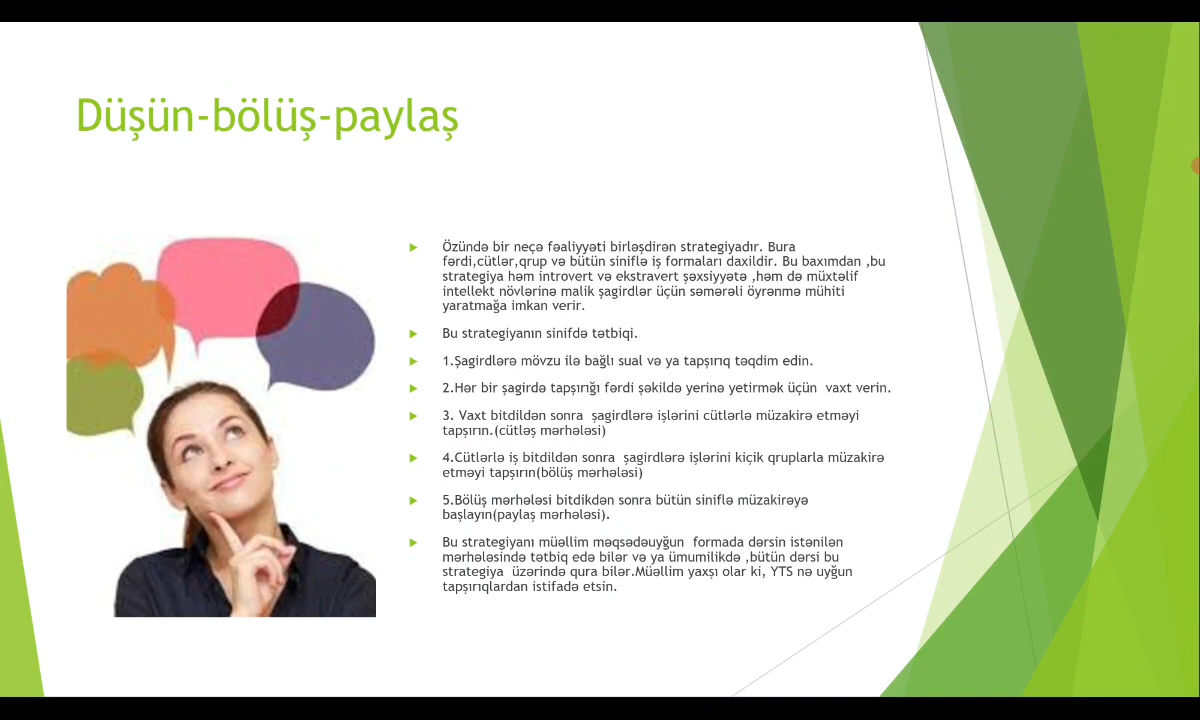 Düşün-bölüş-paylaş
Özündə bir neçə fəaliyyəti birləşdirən strategiyadır. Bura
fərdi,cütlər,qrup və bütün siniflə iş formaları daxildir. Bu baxımdan ,bu
strategiya həm introvert və ekstravert şəxsiyyətə ,həm də müxtəlif
intellekt növlərinə malik şagirdlər üçün səmərəli öyrənmə mühiti
yaratmağa imkan verir.
Bu strategiyanın sinifdə tətbiqi.
1.Şagirdlərə mövzu ilə bağlı sual və ya tapşırıq təqdim edin.
2.Hər bir şagirdə tapşırığı fərdi şəkildə yerinə yetirmək üçün  vaxt verin.
3. Vaxt bitdildən sonra  şagirdlərə işlərini cütlərlə müzakirə etməyi
tapşırın.(cütləş mərhələsi)
4.Cütlərlə iş bitdildən sonra  şagirdlərə işlərini kiçik qruplarla müzakirə
etməyi tapşırın(bölüş mərhələsi)
5.Bölüş mərhələsi bitdikdən sonra bütün siniflə müzakirəyə
başlayın(paylaş mərhələsi).
Bu strategiyanı müəllim məqsədəuyğun  formada dərsin istənilən
mərhələsində tətbiq edə bilər və ya ümumilikdə ,bütün dərsi bu
strategiya  üzərində qura bilər.Müəllim yaxşı olar ki, YTS nə uyğun
tapşırıqlardan istifadə etsin.